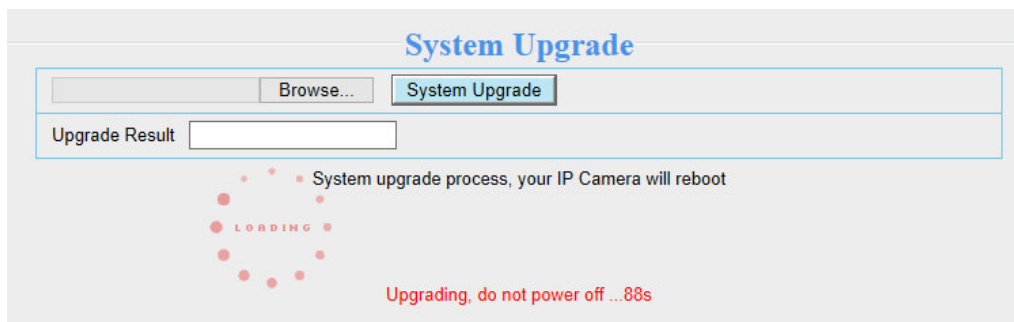 System Upgrade
Browse... System Upgrade
Upgrade Result
System upgrade process, your IP Camera will reboot
LOADING
Upgrading, do not power off ...88s